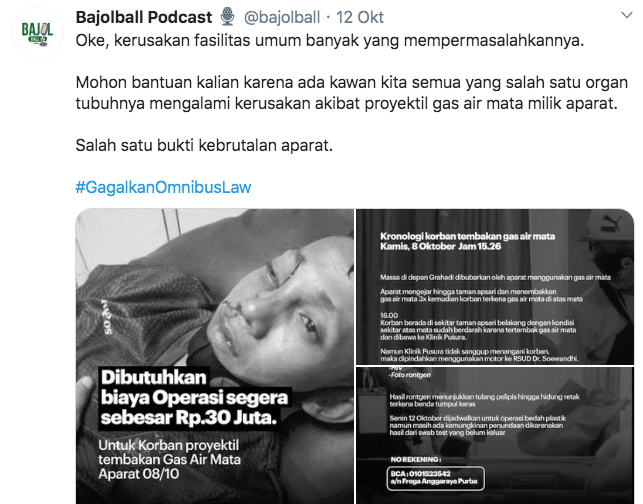 BAJOL
BALL
Bajolball Podcast 🎙 @bajolball · 12 Okt
Oke, kerusakan fasilitas umum banyak yang mempermasalahkannya.
Mohon bantuan kalian karena ada kawan kita semua yang salah satu organ
tubuhnya mengalami kerusakan akibat proyektil gas air mata milik aparat.
Salah satu bukti kebrutalan aparat.
#GagalkanOmnibusLaw
Dibutuhkan
biaya Operasi segera
sebesar Rp.30 Juta.
Untuk Korban proyektil
tembakan Gas Air Mata
Aparat 08/10
Kronologi korban tembakan gas air mata
Kamis, 8 Oktober Jam 15.26
Massa di depan Grahadi dibubarkan oleh aparat menggunakan gas air mata
Aparat mengejar hingga taman apsari dan menembakkan
gas air mata 3x kemudian korban terkena gas air mata di atas mata
16.00
Korban berada di sekitar taman apsari belakang dengan kondisi
sekitar atas mata sudah berdarah karena tertembak gas air mata
dan dibawa ke Klinik Pusura.
Namun Klinik Pusura tidak sanggup menangani korban,
maka dipindahkan menggunakan motor ke RSUD Dr. Soewandhi.
-HIV
-Foto rontgen
Hasil rontgen menunjukkan tulang pelipis hingga hidung retak
terkena benda tumpul keras
Senin 12 Oktober dijadwalkan untuk operasi bedah plastik
namun masih ada kemungkinan penundaan dikarenakan
hasil dari swab test yang belum keluar
NO REKENING :
BCA : 0101523542
a/n Frega Anggaraya Purba